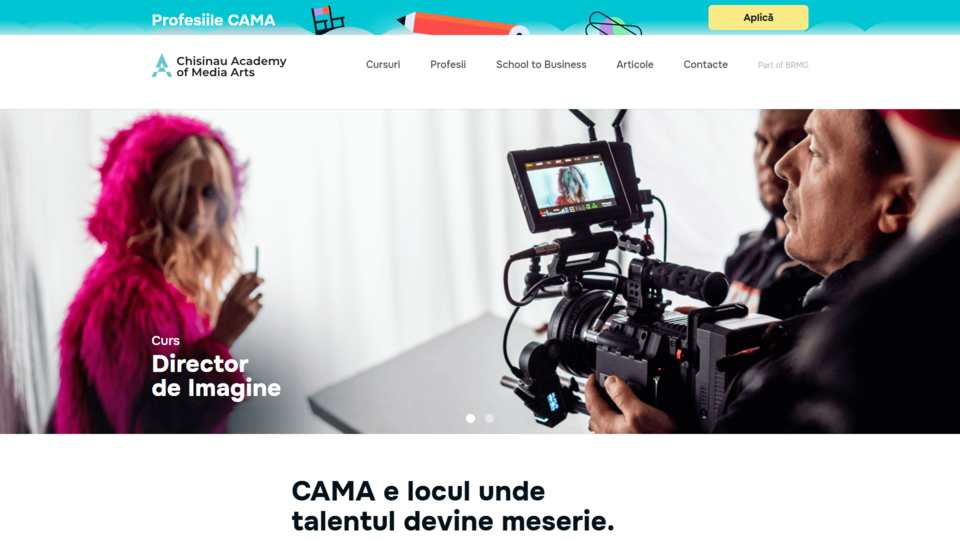 Profesiile CAMA
Aplică
Chisinau Academy
of Media Arts
Cursuri
Profesii
School to Business
Articole
Contacte
Part of BRMG
Curs
Director
de Imagine
CAMA e locul unde
talentul devine meserie.